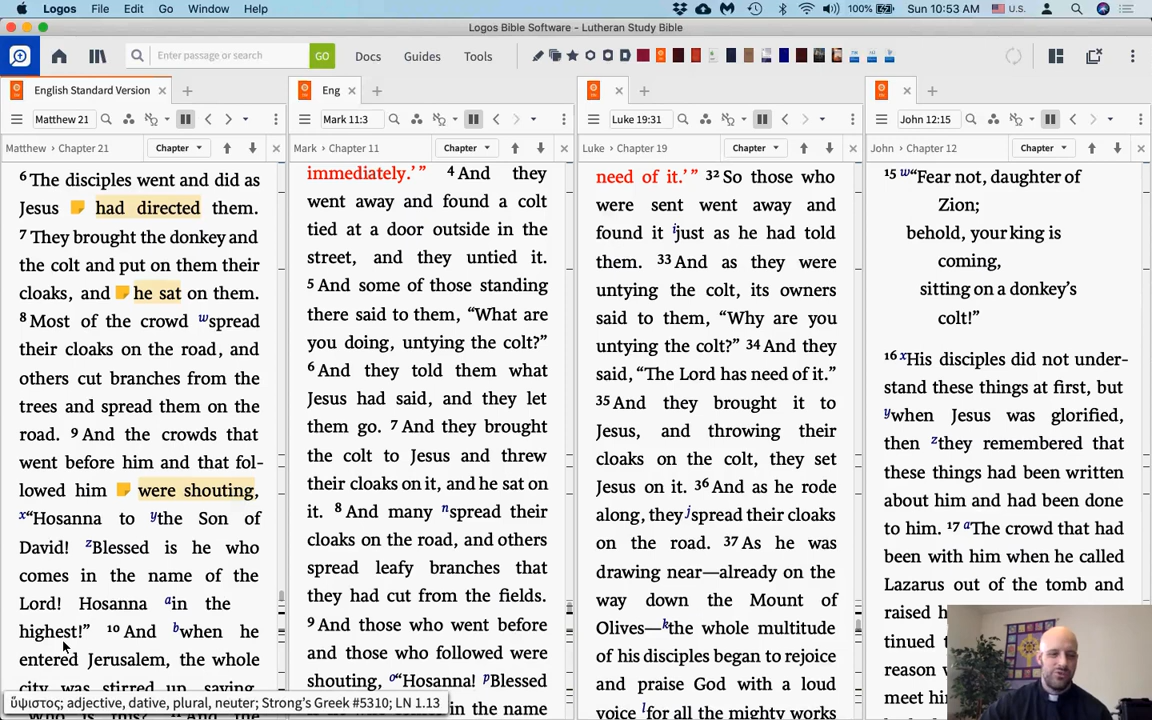 Logos File Edit Go Window Help
100% Sun 10:53 AM U.S.
Logos Bible Software - Lutheran Study Bible
Enter passage or search GO Docs Guides Tools
English Standard Version
Matthew 21
Matthew > Chapter 21 Chapter
6 The disciples went and did as
Jesus had directed them.
7 They brought the donkey and
the colt and put on them their
cloaks, and he sat on them.
8 Most of the crowd w spread
their cloaks on the road, and
others cut branches from the
trees and spread them on the
road. 9 And the crowds that
went before him and that fol-
lowed him were shouting,
x “Hosanna to y the Son of
David! z Blessed is he who
comes in the name of the
Lord! Hosanna a in the
highest!” 10 And b when he
entered Jerusalem, the whole
city was stirred up, saying,
ὕψιστος; adjective, dative, plural, neuter; Strong’s Greek #5310; LN 1.13
Eng
Mark 11:3
Mark > Chapter 11 Chapter
immediately.’” 4 And they
went away and found a colt
tied at a door outside in the
street, and they untied it.
5 And some of those standing
there said to them, “What are
you doing, untying the colt?”
6 And they told them what
Jesus had said, and they let
them go. 7 And they brought
the colt to Jesus and threw
their cloaks on it, and he sat on
it. 8 And many n spread their
cloaks on the road, and others
spread leafy branches that
they had cut from the fields.
9 And those who went before
and those who followed were
shouting, o “Hosanna! p Blessed
in the name
Luke 19:31
Luke > Chapter 19 Chapter
need of it.’” 32 So those who
were sent went away and
found it i just as he had told
them. 33 And as they were
untying the colt, its owners
said to them, “Why are you
untying the colt?” 34 And they
said, “The Lord has need of it.”
35 And they brought it to
Jesus, and throwing their
cloaks on the colt, they set
Jesus on it. 36 And as he rode
along, they j spread their cloaks
on the road. 37 As he was
drawing near—already on the
way down the Mount of
Olives—k the whole multitude
of his disciples began to rejoice
and praise God with a loud
voice l for all the mighty works
John 12:15
John > Chapter 12 Chapter
15 w “Fear not, daughter of
Zion;
behold, your king is
coming,
sitting on a donkey’s
colt!”
16 x His disciples did not under-
stand these things at first, but
y when Jesus was glorified,
then z they remembered that
these things had been written
about him and had been done
to him. 17 a The crowd that had
been with him when he called
Lazarus out of the tomb and
raised
tinued
reason
meet him